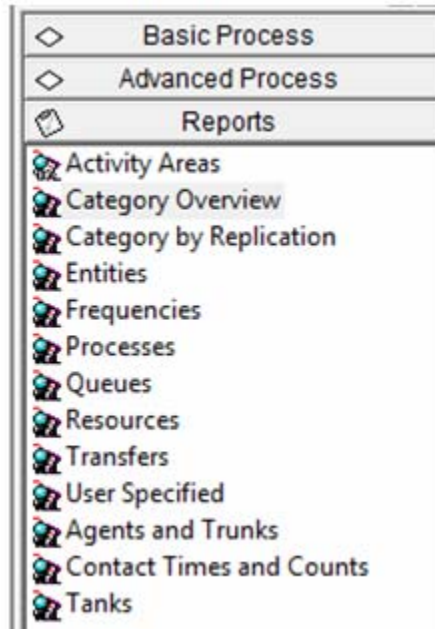 Basic Process
Advanced Process
Reports
Activity Areas
Category Overview
Category by Replication
Entities
Frequencies
Processes
Queues
Resources
Transfers
User Specified
Agents and Trunks
Contact Times and Counts
Tanks